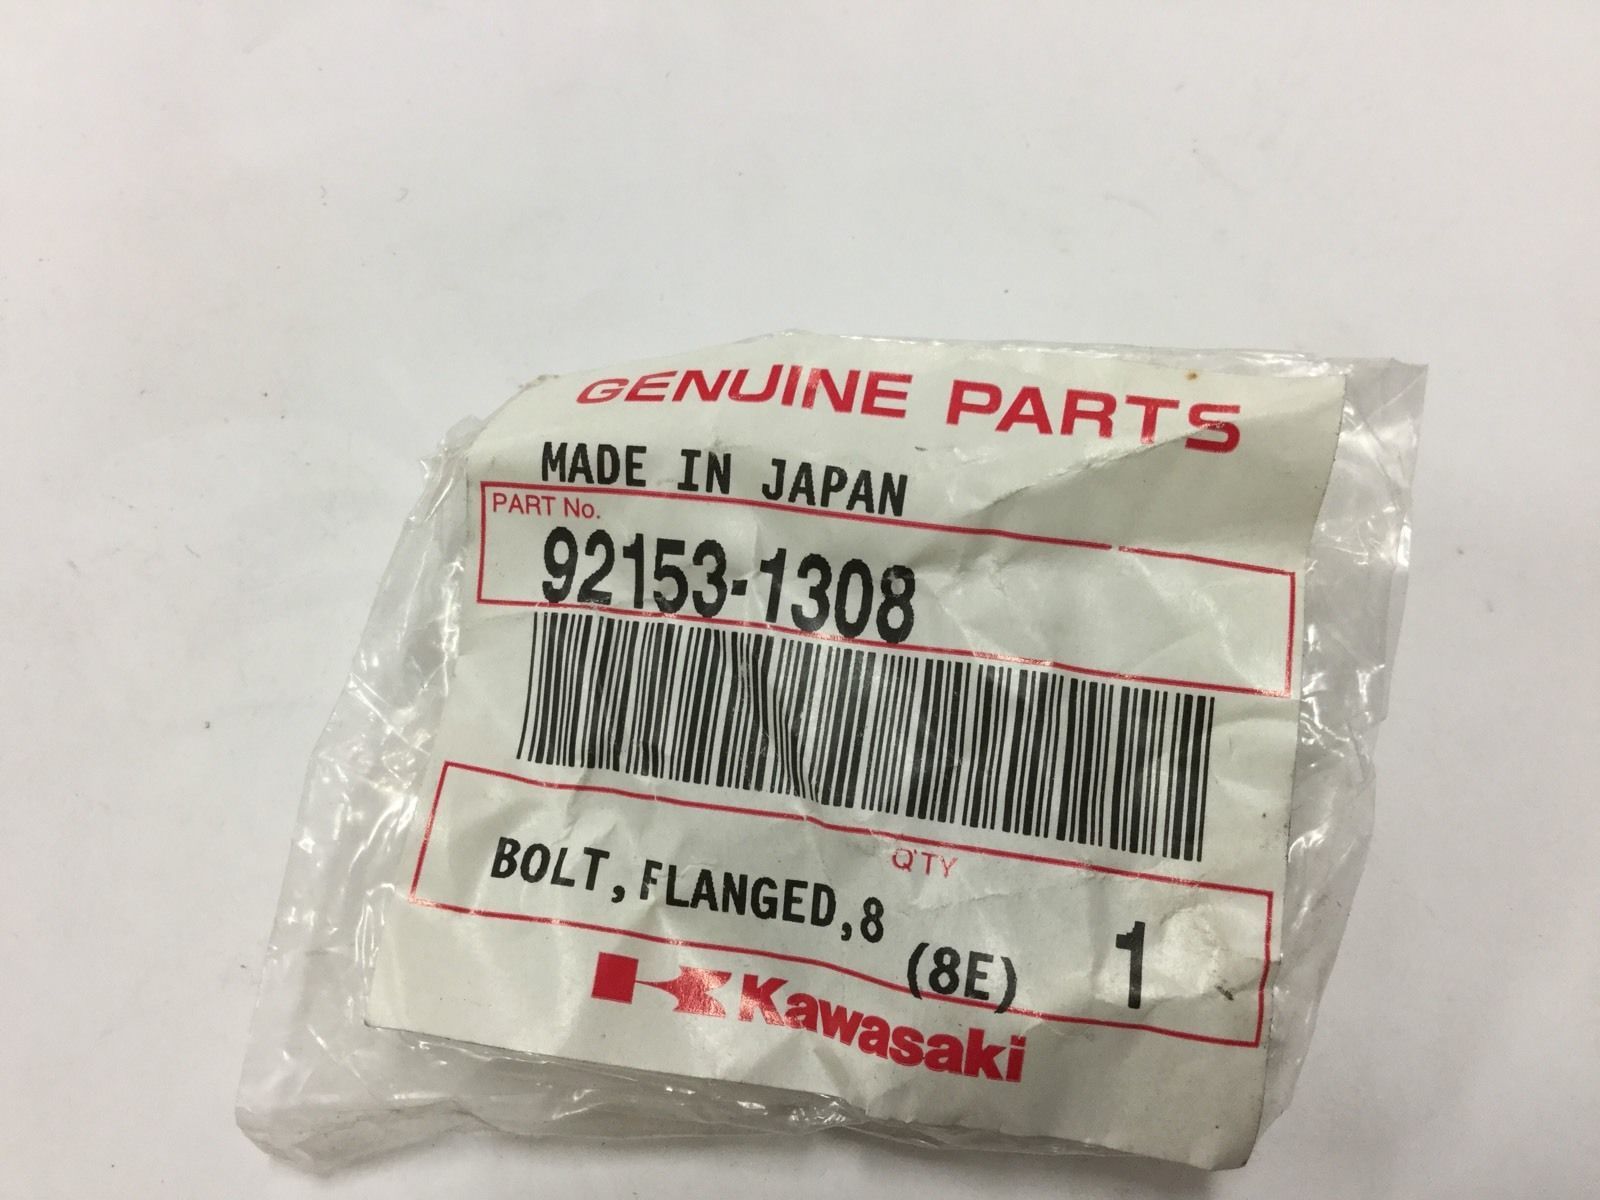 GENUINE PARTS
MADE IN JAPAN
PART No.
92153-1308
Q'TY
BOLT,FLANGED,8
(8E)
1
Kawasaki